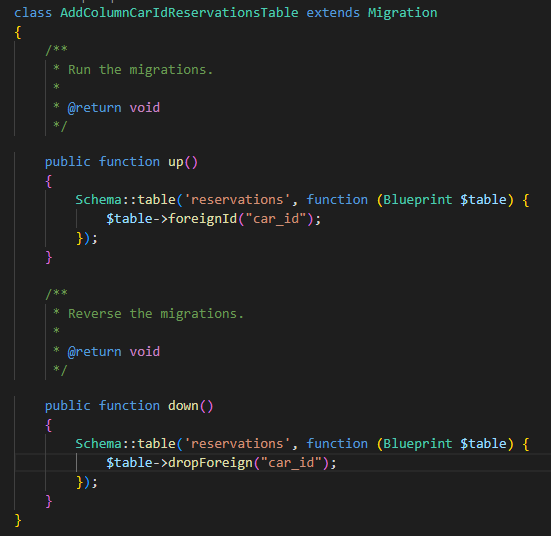 class AddColumnCarIdReservationsTable extends Migration
{
    /**
     * Run the migrations.
     *
     * @return void
     */
    public function up()
    {
        Schema::table('reservations', function (Blueprint $table) {
            $table->foreignId("car_id");
        });
    }
    /**
     * Reverse the migrations.
     *
     * @return void
     */
    public function down()
    {
        Schema::table('reservations', function (Blueprint $table) {
            $table->dropForeign("car_id");
        });
    }
}